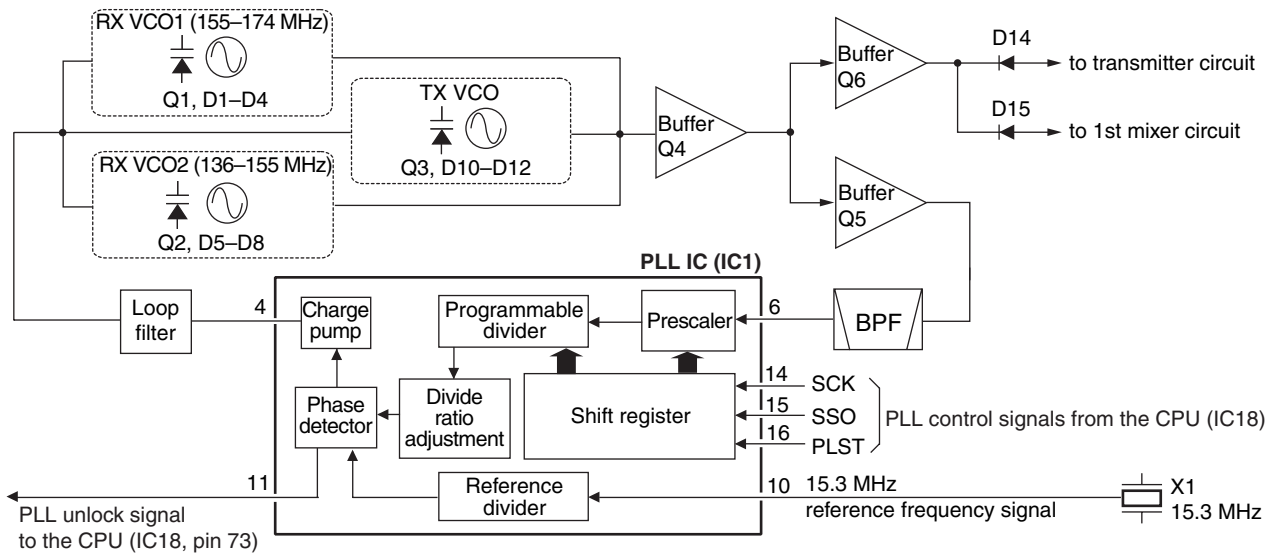 RX VCO1 (155–174 MHz)
Q1, D1–D4
TX VCO
Q3, D10–D12
RX VCO2 (136–155 MHz)
Q2, D5–D8
Buffer
Q4
Buffer
Q6
Buffer
Q5
D14
to transmitter circuit
D15
to 1st mixer circuit
PLL IC (IC1)
Loop
filter
4
Charge
pump
Programmable
divider
Prescaler
6
BPF
Phase
detector
Divide
ratio
adjustment
Shift register
14
SCK
15
SSO
16
PLST
PLL control signals from the CPU (IC18)
11
PLL unlock signal
to the CPU (IC18, pin 73)
Reference
divider
10
15.3 MHz
reference frequency signal
X1
15.3 MHz